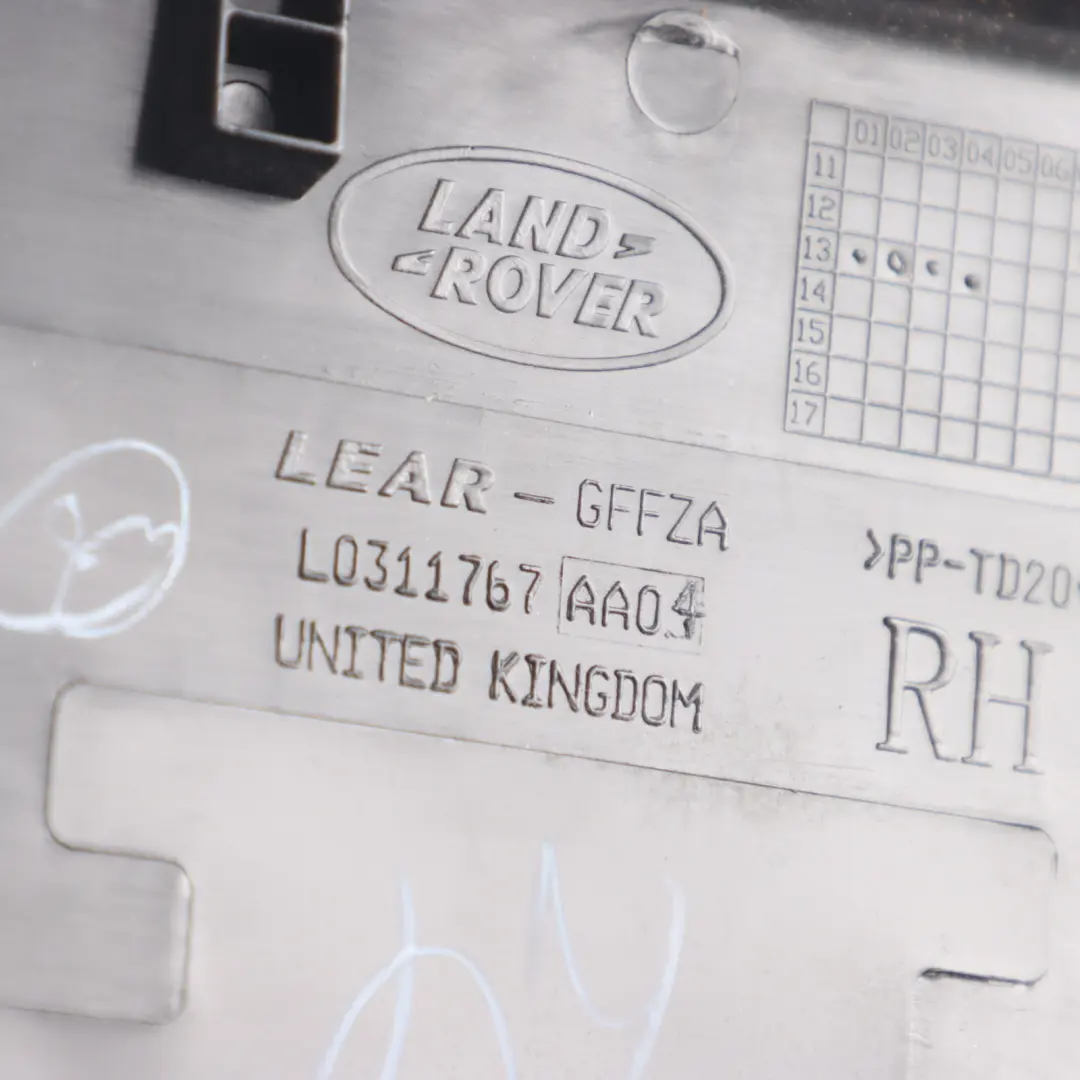 LAND
ROVER
01 02 03 04 05 06
11
12
13
14
15
16
17
LEAR - GFFZA
L0311767 AA04
UNITED KINGDOM
>PP-TD20
RH